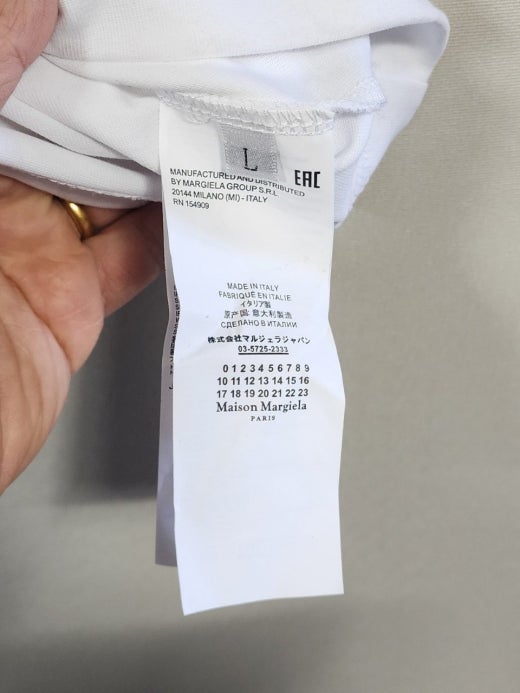 L
MANUFACTURED AND DISTRIBUTED
BY MARGIELA GROUP S.R.L.
20144 MILANO (MI) - ITALY
RN 154909
EAC
MADE IN ITALY
FABRIQUÉ EN ITALIE
イタリア製
原产国: 意大利製造
СДЕЛАНО В ИТАЛИИ
株式会社マルジェラジャパン
03-5725-2333
0 1 2 3 4 5 6 7 8 9
10 11 12 13 14 15 16
17 18 19 20 21 22 23
Maison Margiela
PARIS